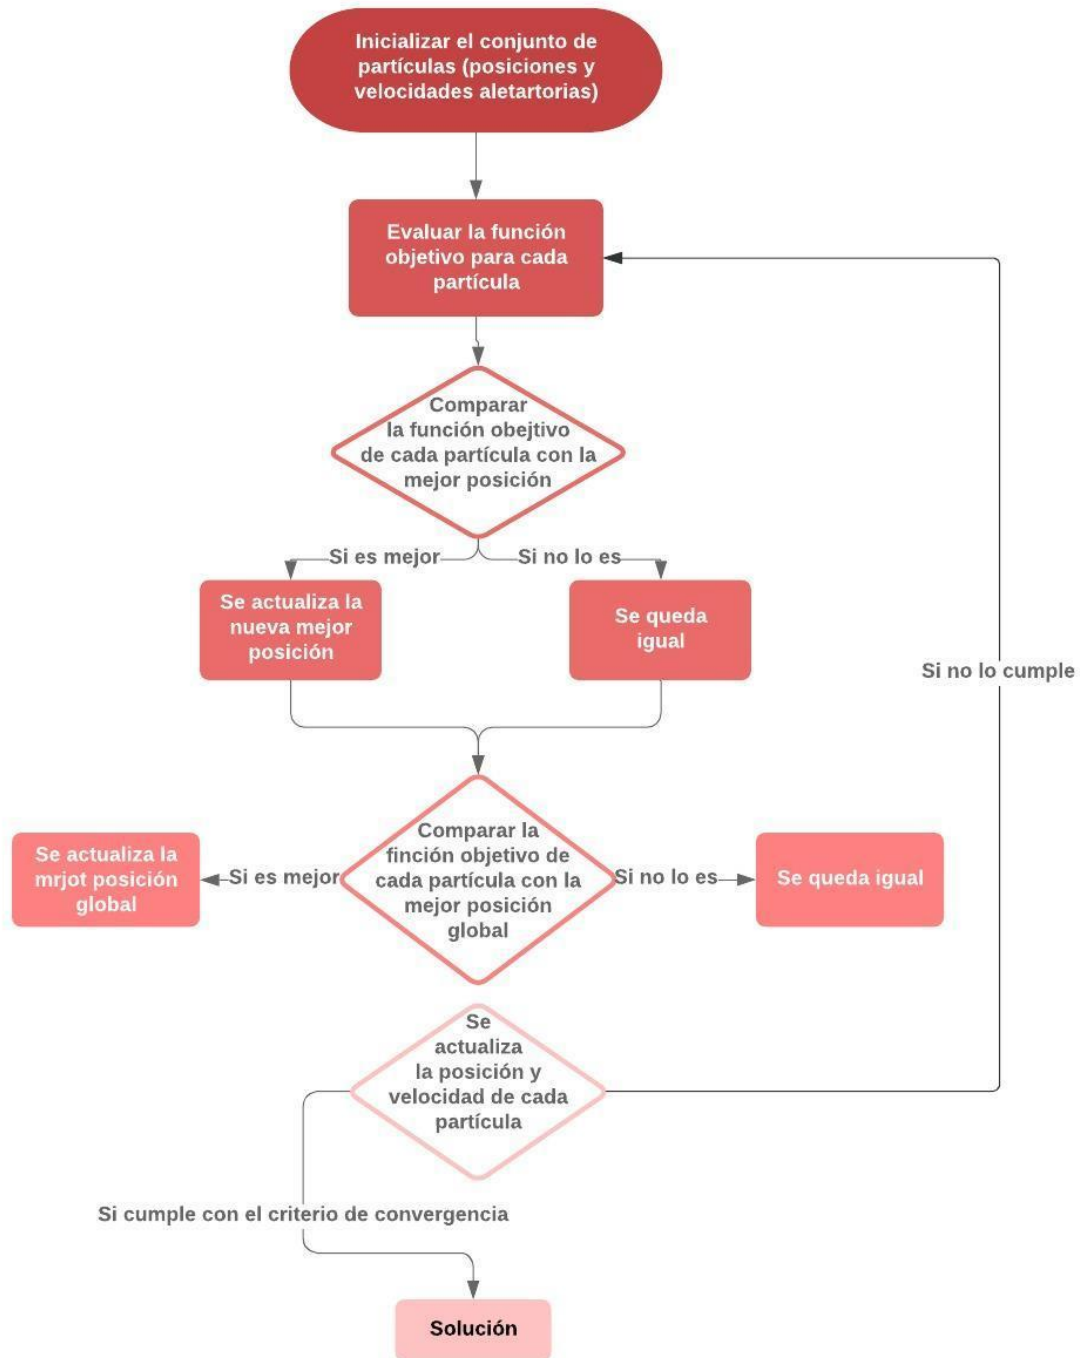 Inicializar el conjunto de
partículas (posiciones y
velocidades aletartorias)
Evaluar la función
objetivo para cada
partícula
Comparar
la función obejtivo
de cada partícula con la
mejor posición
Si es mejor
Si no lo es
Se actualiza la
nueva mejor
posición
Se queda
igual
Si no lo cumple
Comparar la
finción objetivo de
cada partícula con la
mejor posición
global
Si es mejor
Si no lo es
Se actualiza la
mrjot posición
global
Se queda igual
Se
actualiza
la posición y
velocidad de cada
partícula
Si cumple con el criterio de convergencia
Solución